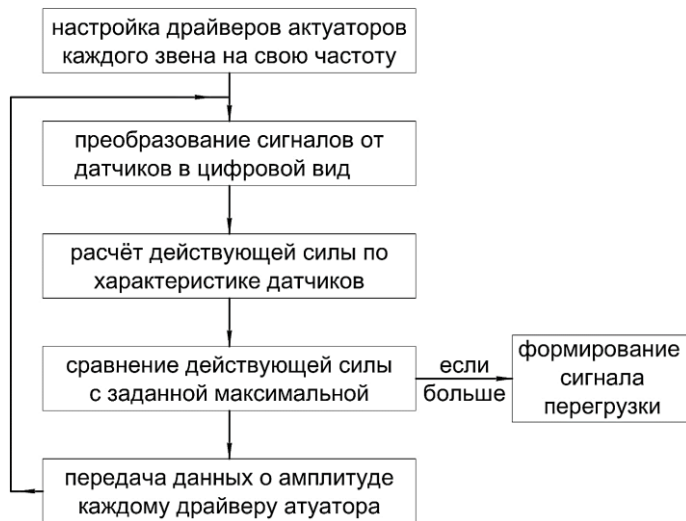 настройка драйверов актуаторов
каждого звена на свою частоту
преобразование сигналов от
датчиков в цифровой вид
расчёт действующей силы по
характеристике датчиков
сравнение действующей силы
с заданной максимальной
если
больше
формирование
сигнала
перегрузки
передача данных о амплитуде
каждому драйверу атуатора